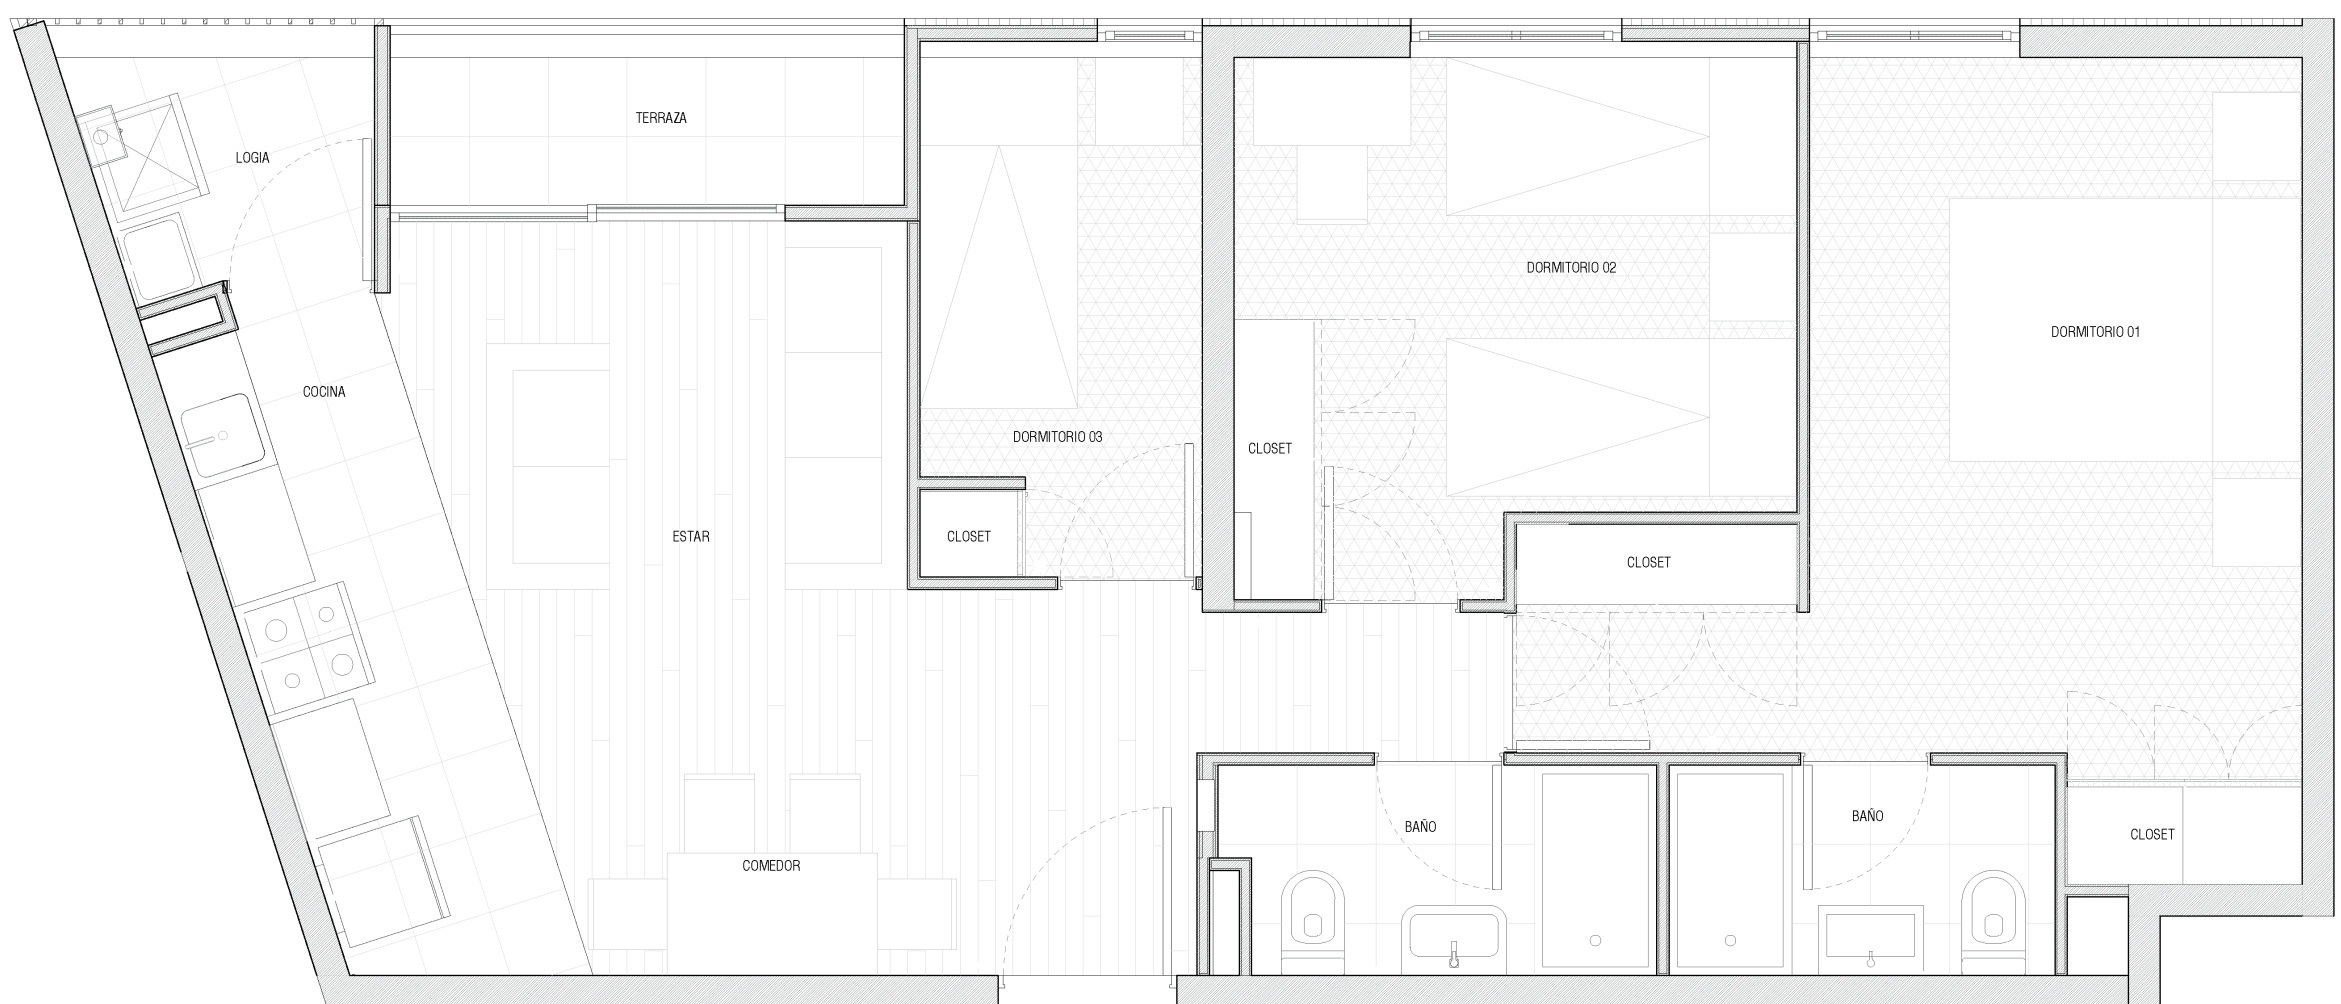 TERRAZA
LOGIA
DORMITORIO 02
DORMITORIO 01
COCINA
DORMITORIO 03
CLOSET
ESTAR
CLOSET
CLOSET
BAÑO
BAÑO
CLOSET
COMEDOR